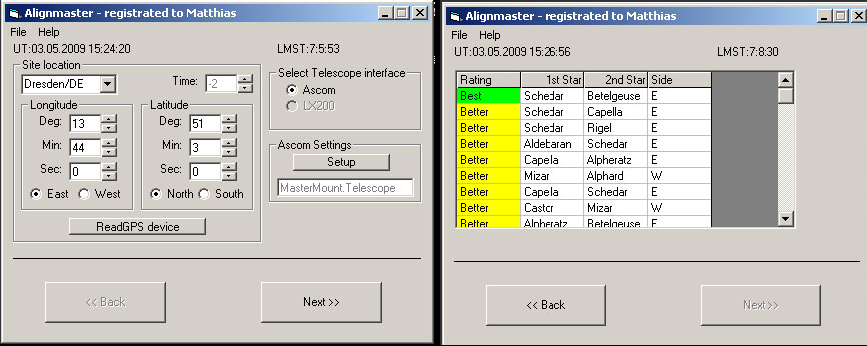 Alignmaster - registrated to Matthias
File Help
UT:03.05.2009 15:24:20 LMST:7:5:53
Site location
Dresden/DE Time: -2
Longitude Latitude
Deg: 13 Deg: 51
Min: 44 Min: 3
Sec: 0 Sec: 0
East West North South
ReadGPS device
Select Telescope interface
Ascom
LX200
Ascom Settings
Setup
MasterMount.Telescope
<< Back Next >>
Alignmaster - registrated to Matthias
File Help
UT:03.05.2009 15:26:56 LMST:7:8:30
Rating 1st Star 2nd Star Side
Best Schedar Betelgeuse E
Better Schedar Capella E
Better Schedar Rigel E
Better Aldebaran Schedar E
Better Capela Alpheratz E
Better Mizar Alphard W
Better Capela Schedar E
Better Castor Mizar W
Better Alpheratz Betelgeuse E
<< Back Next >>